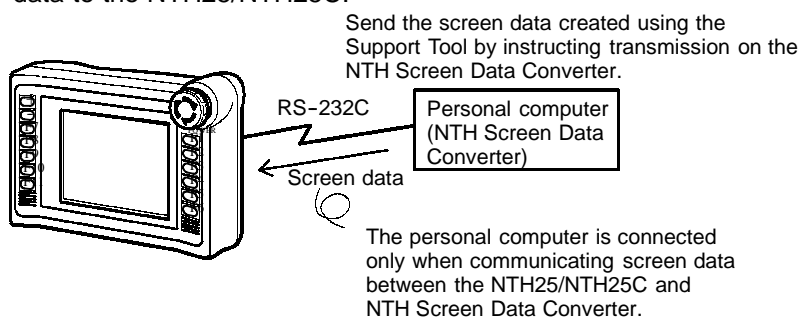 data to the NTH25/NTH25C.
Send the screen data created using the
Support Tool by instructing transmission on the
NTH Screen Data Converter.
RS-232C
Personal computer
(NTH Screen Data
Converter)
Screen data
The personal computer is connected
only when communicating screen data
between the NTH25/NTH25C and
NTH Screen Data Converter.